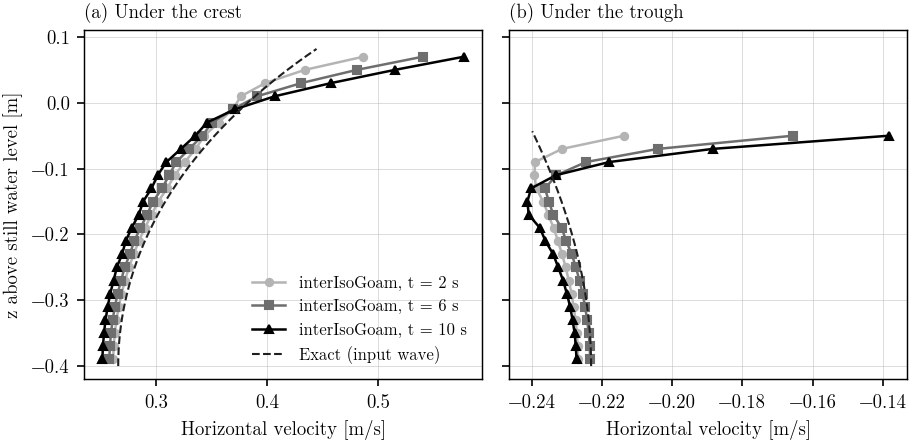 (a) Under the crest
(b) Under the trough
z above still water level [m]
0.1
0.0
−0.1
−0.2
−0.3
−0.4
interIsoGoam, t = 2 s
interIsoGoam, t = 6 s
interIsoGoam, t = 10 s
Exact (input wave)
0.3 0.4 0.5
Horizontal velocity [m/s]
−0.24 −0.22 −0.20 −0.18 −0.16 −0.14
Horizontal velocity [m/s]